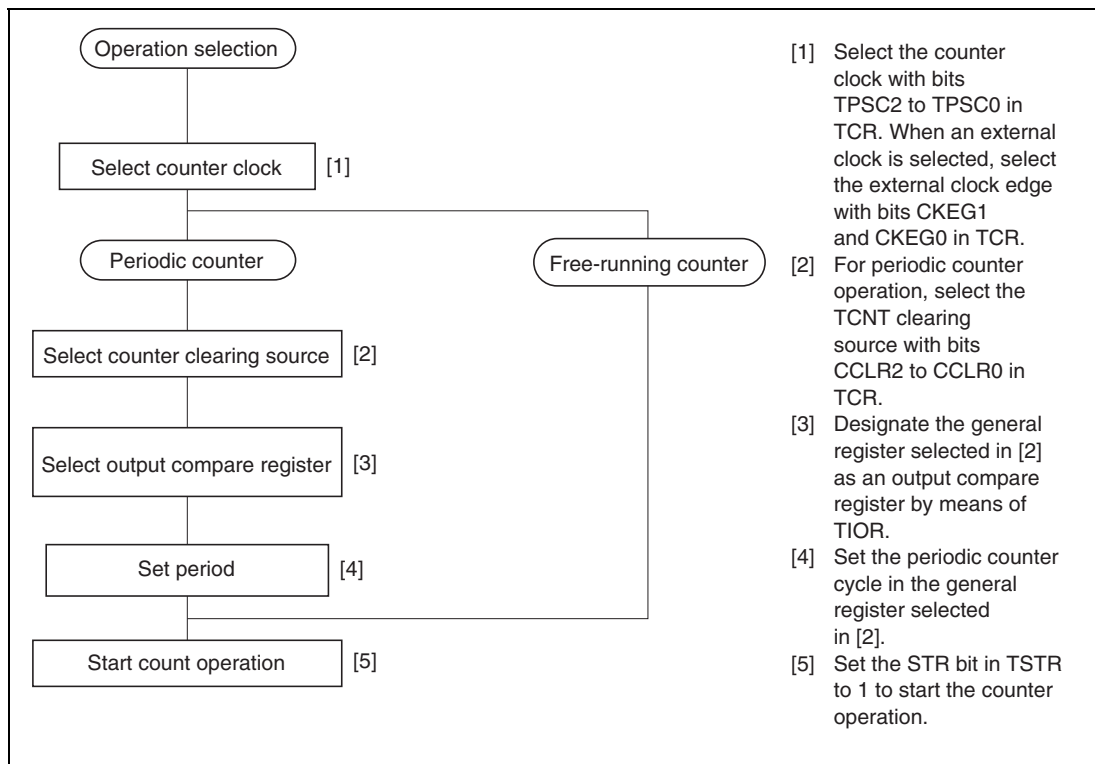 Operation selection
Select counter clock
[1]
Periodic counter
Free-running counter
Select counter clearing source
[2]
Select output compare register
[3]
Set period
[4]
Start count operation
[5]
[1] Select the counter
clock with bits
TPSC2 to TPSC0 in
TCR. When an external
clock is selected, select
the external clock edge
with bits CKEG1
and CKEG0 in TCR.
[2] For periodic counter
operation, select the
TCNT clearing
source with bits
CCLR2 to CCLR0 in
TCR.
[3] Designate the general
register selected in [2]
as an output compare
register by means of
TIOR.
[4] Set the periodic counter
cycle in the general
register selected
in [2].
[5] Set the STR bit in TSTR
to 1 to start the counter
operation.